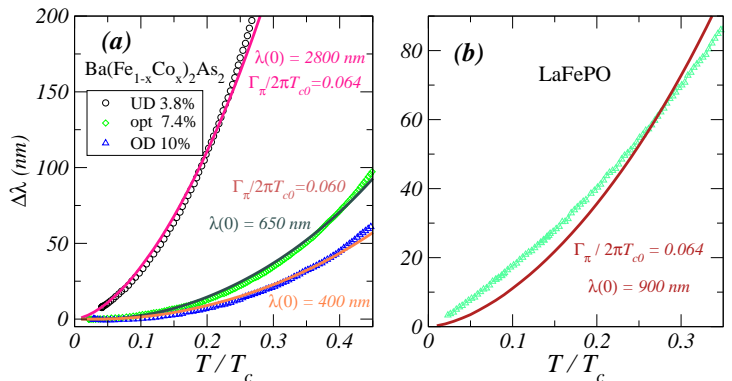 (a)
Ba(Fe1-xCox)2As2
UD 3.8%
opt 7.4%
OD 10%
λ(0) = 2800 nm
Γπ/2πTc0 = 0.064
Γπ/2πTc0 = 0.060
λ(0) = 650 nm
λ(0) = 400 nm
Δλ (nm)
200
150
100
50
0
0 0.1 0.2 0.3 0.4
T / Tc
(b)
LaFePO
Γπ / 2πTc0 = 0.064
λ(0) = 900 nm
80
60
40
20
0
0 0.1 0.2 0.3
T / Tc